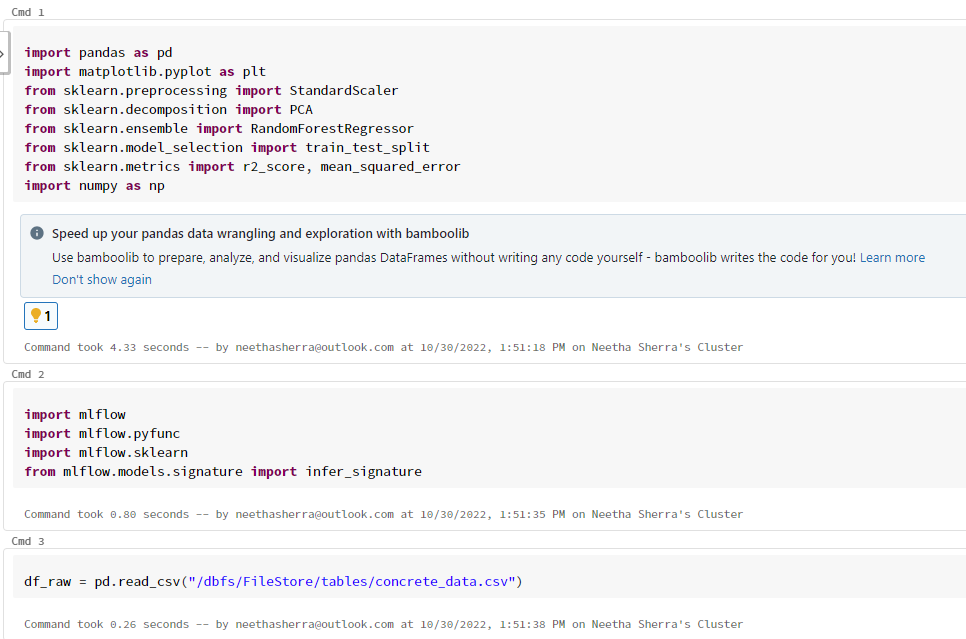 Cmd 1
import pandas as pd
import matplotlib.pyplot as plt
from sklearn.preprocessing import StandardScaler
from sklearn.decomposition import PCA
from sklearn.ensemble import RandomForestRegressor
from sklearn.model_selection import train_test_split
from sklearn.metrics import r2_score, mean_squared_error
import numpy as np
Speed up your pandas data wrangling and exploration with bamboolib
Use bamboolib to prepare, analyze, and visualize pandas DataFrames without writing any code yourself - bamboolib writes the code for you! Learn more
Don't show again
1
Command took 4.33 seconds -- by neethasherra@outlook.com at 10/30/2022, 1:51:18 PM on Neetha Sherra's Cluster
Cmd 2
import mlflow
import mlflow.pyfunc
import mlflow.sklearn
from mlflow.models.signature import infer_signature
Command took 0.80 seconds -- by neethasherra@outlook.com at 10/30/2022, 1:51:35 PM on Neetha Sherra's Cluster
Cmd 3
df_raw = pd.read_csv("/dbfs/FileStore/tables/concrete_data.csv")
Command took 0.26 seconds -- by neethasherra@outlook.com at 10/30/2022, 1:51:38 PM on Neetha Sherra's Cluster